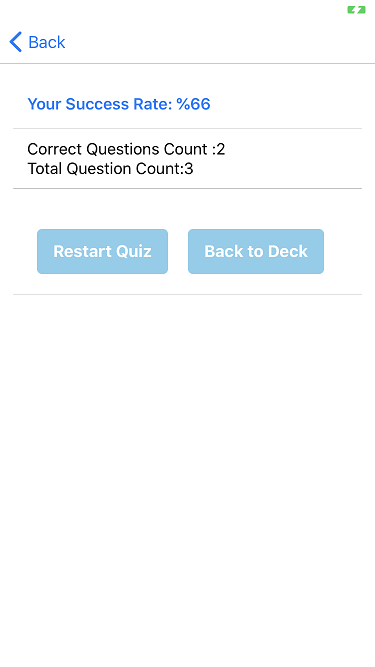 Back
Your Success Rate: %66
Correct Questions Count :2
Total Question Count:3
Restart Quiz
Back to Deck